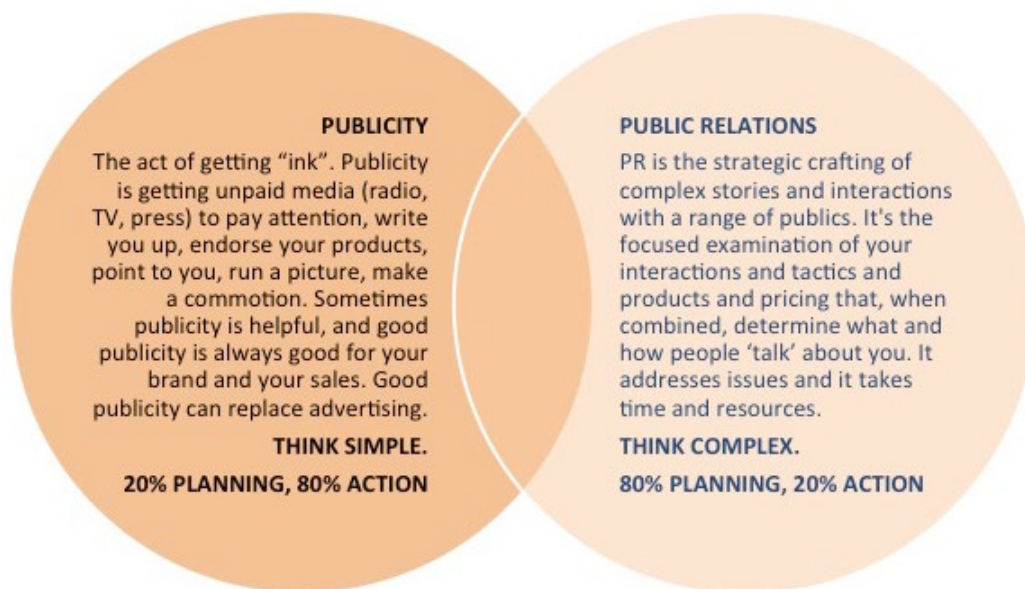 PUBLICITY
The act of getting “ink”. Publicity
is getting unpaid media (radio,
TV, press) to pay attention, write
you up, endorse your products,
point to you, run a picture, make
a commotion. Sometimes
publicity is helpful, and good
publicity is always good for your
brand and your sales. Good
publicity can replace advertising.
THINK SIMPLE.
20% PLANNING, 80% ACTION
PUBLIC RELATIONS
PR is the strategic crafting of
complex stories and interactions
with a range of publics. It's the
focused examination of your
interactions and tactics and
products and pricing that, when
combined, determine what and
how people ‘talk’ about you. It
addresses issues and it takes
time and resources.
THINK COMPLEX.
80% PLANNING, 20% ACTION